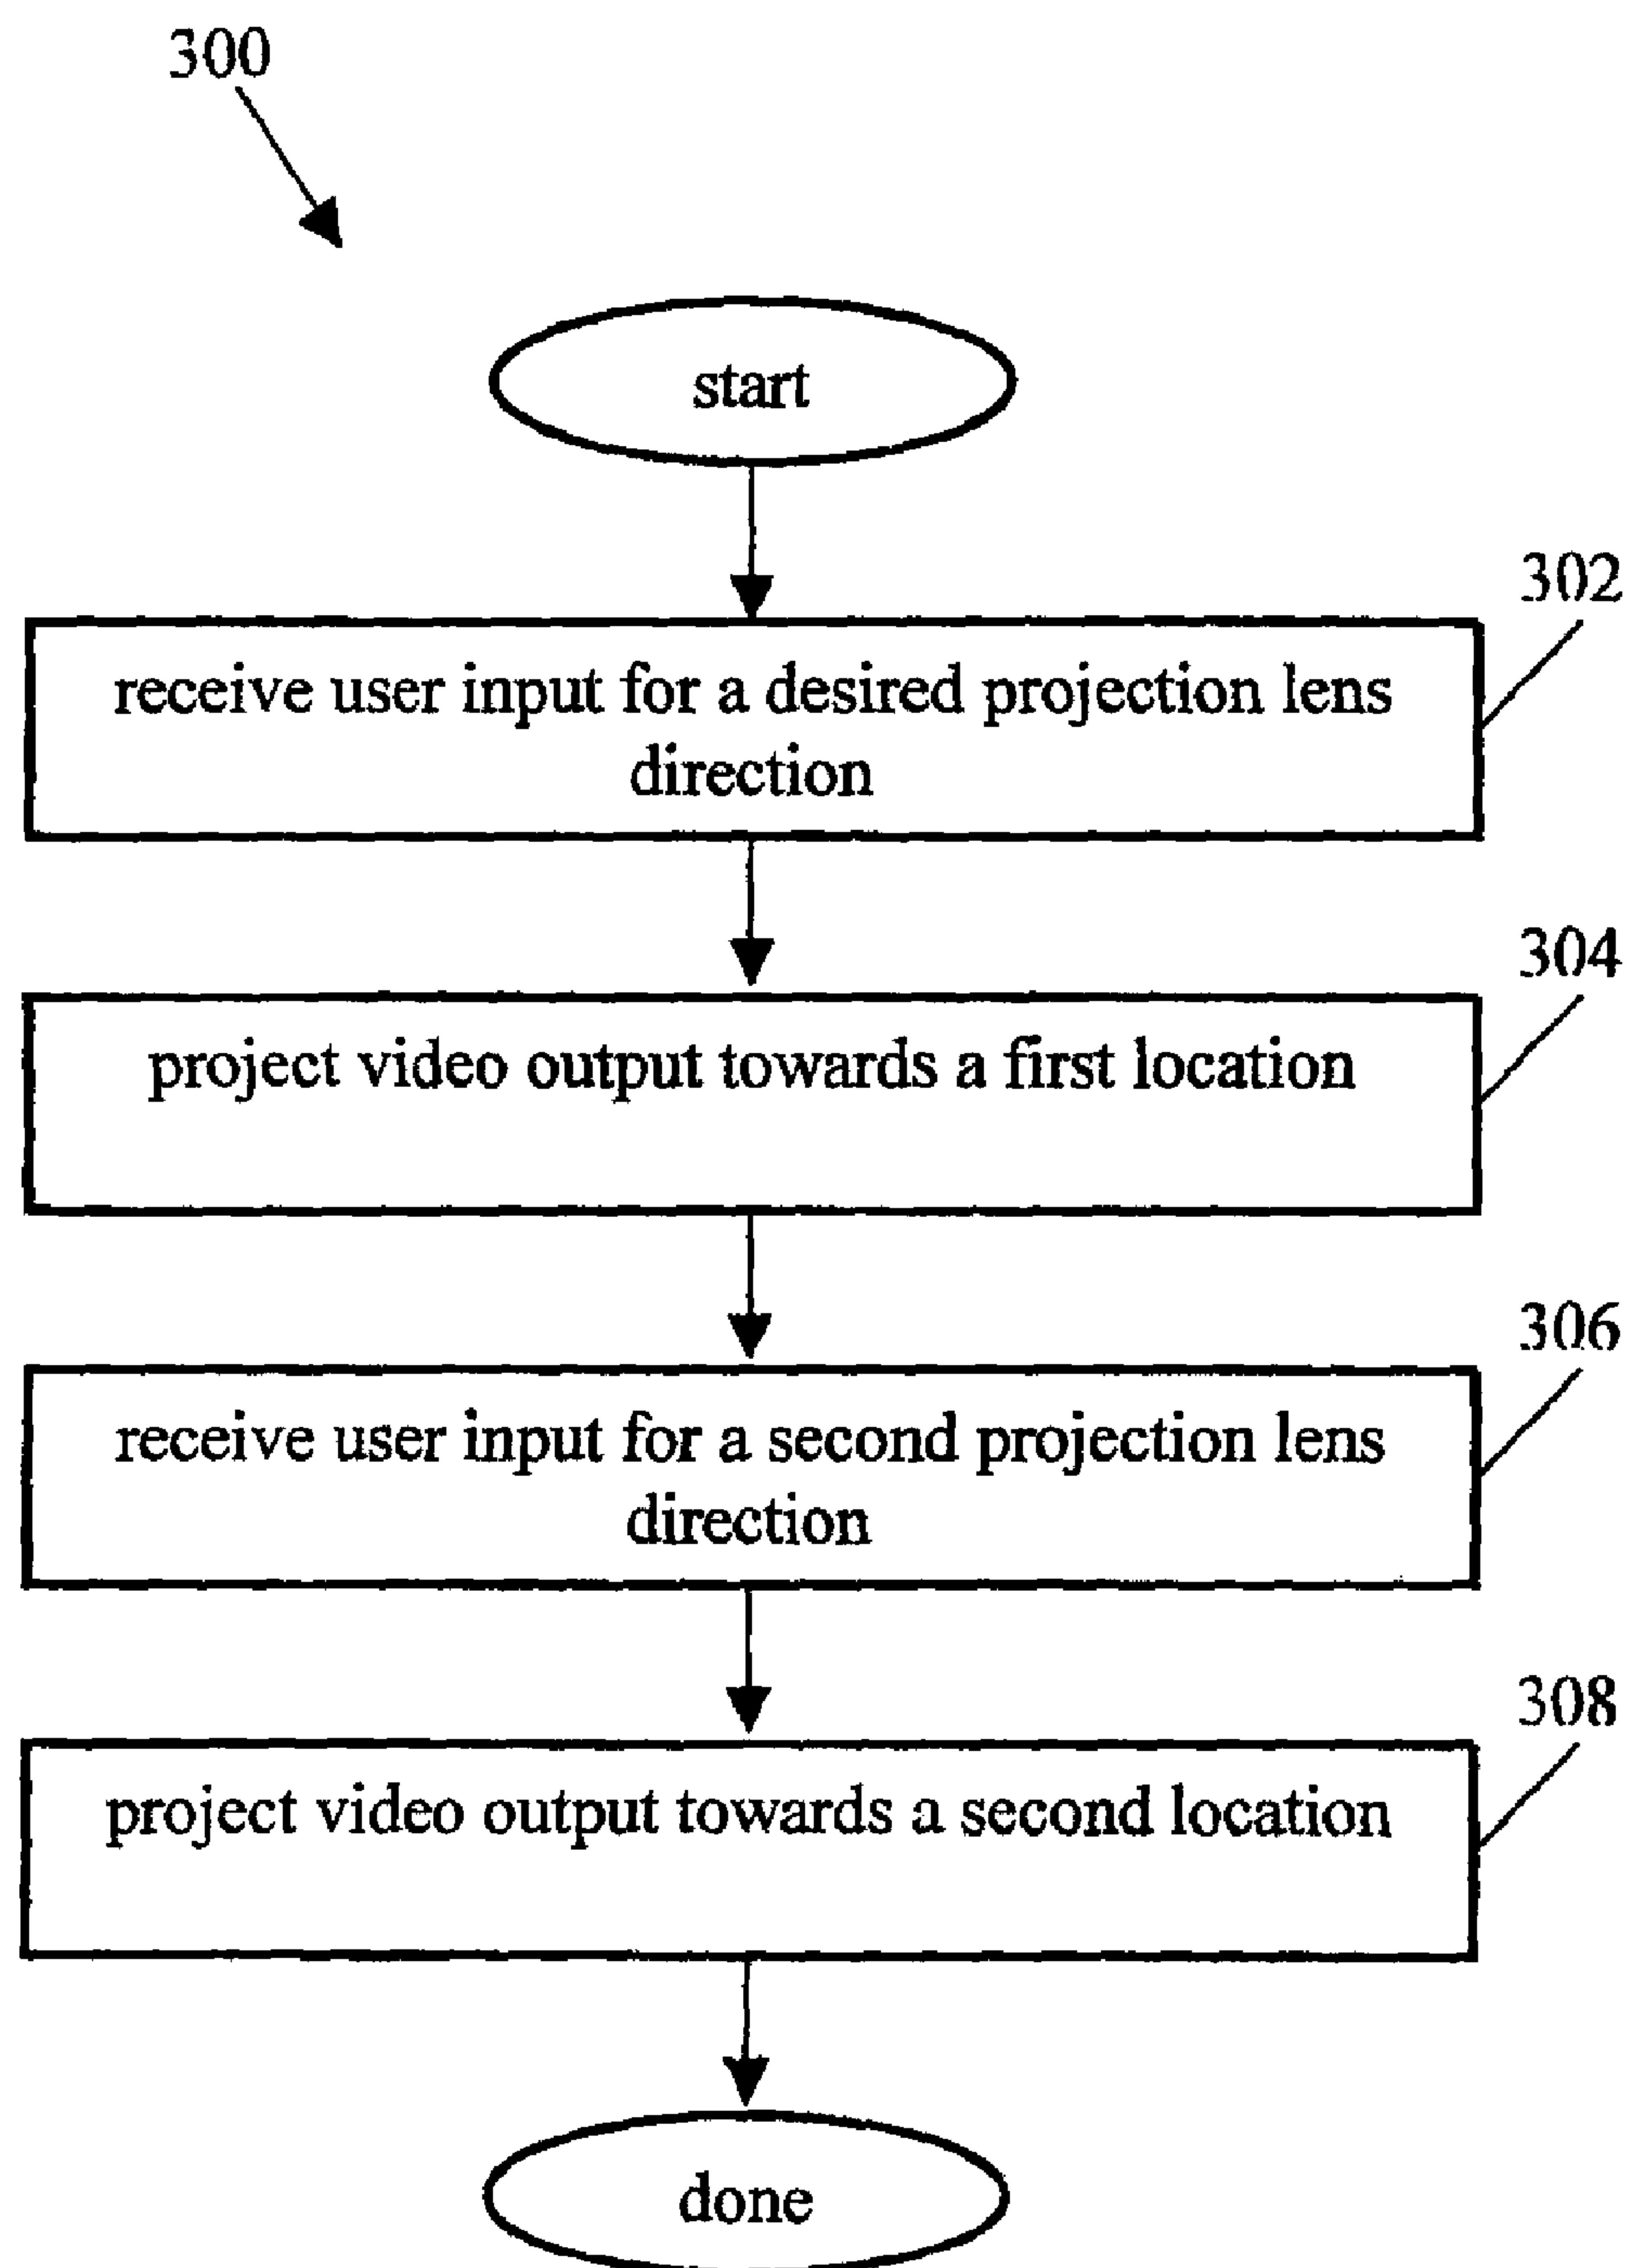 300
start
302
receive user input for a desired projection lens
direction
304
project video output towards a first location
306
receive user input for a second projection lens
direction
308
project video output towards a second location
done